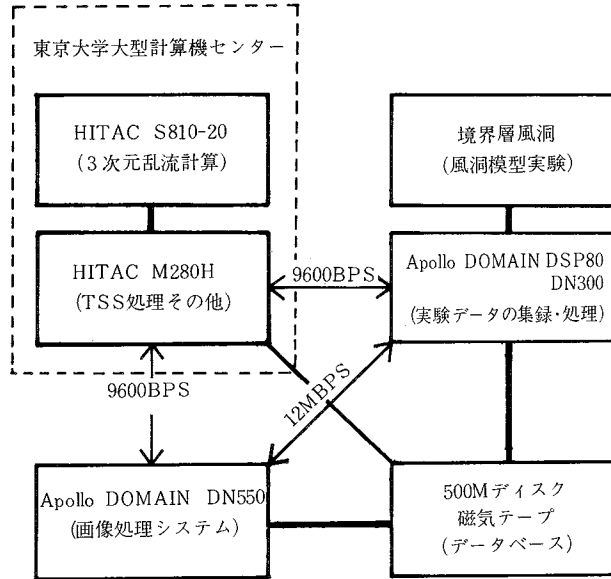 東京大学大型計算機センター
HITAC S810-20
(3次元乱流計算)
境界層風洞
(風洞模型実験)
HITAC M280H
(TSS処理その他)
9600BPS
Apollo DOMAIN DSP80
DN300
(実験データの集録・処理)
9600BPS
12MBPS
Apollo DOMAIN DN550
(画像処理システム)
500Mディスク
磁気テープ
(データベース)